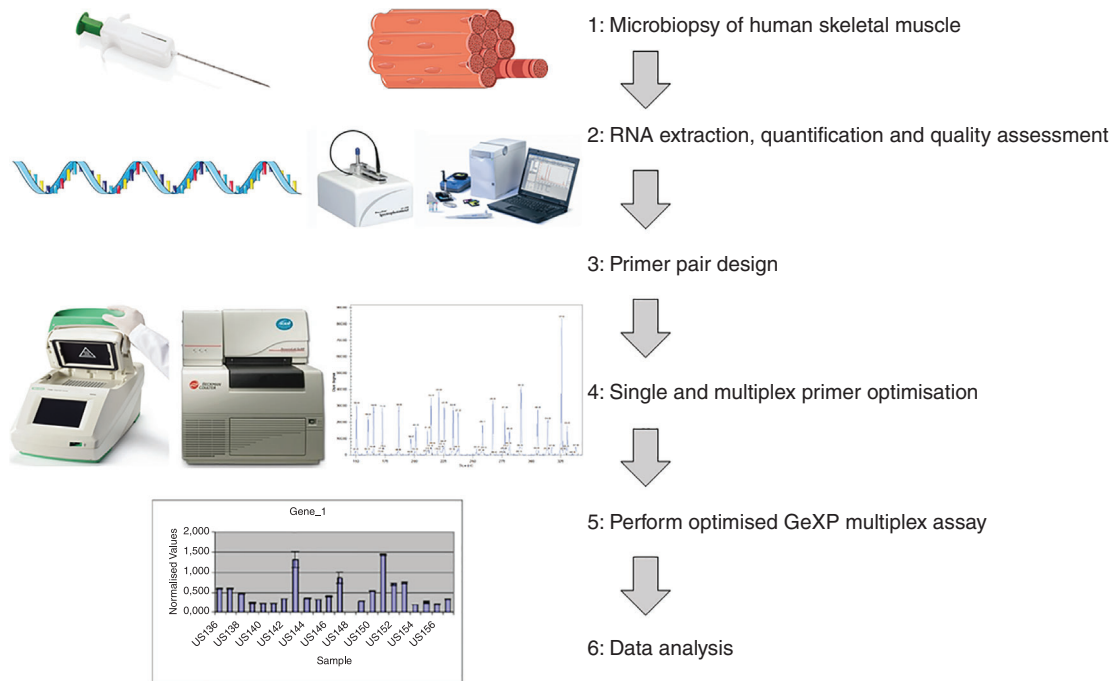 1: Microbiopsy of human skeletal muscle
2: RNA extraction, quantification and quality assessment
3: Primer pair design
4: Single and multiplex primer optimisation
5: Perform optimised GeXP multiplex assay
Gene_1
Normalised Values
2,000
1,500
1,000
0,500
0,000
US136
US138
US140
US142
US144
US146
US148
US150
US152
US154
US156
Sample
6: Data analysis